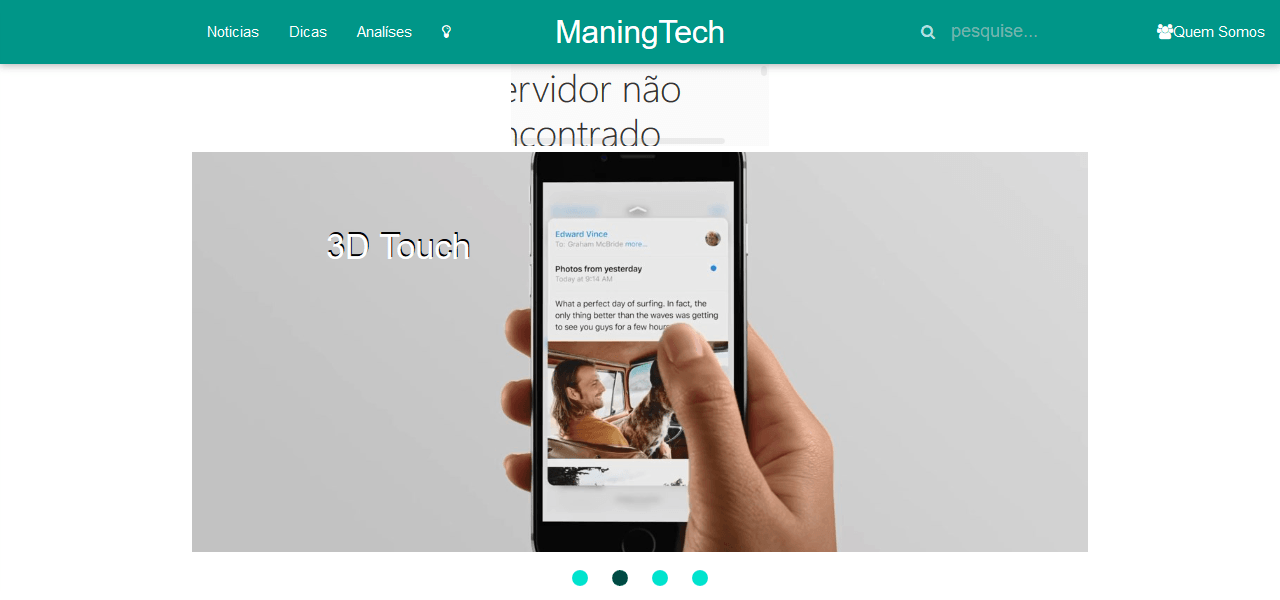 Noticias Dicas Analíses ManingTech pesquise... Quem Somos
ervidor não
ncontrado
3D Touch
Edward Vince
To: Graham McBride more...
Photos from yesterday
Today at 9:14 AM
What a perfect day of surfing. In fact, the
only thing better than the waves was getting
to see you guys for a few hour